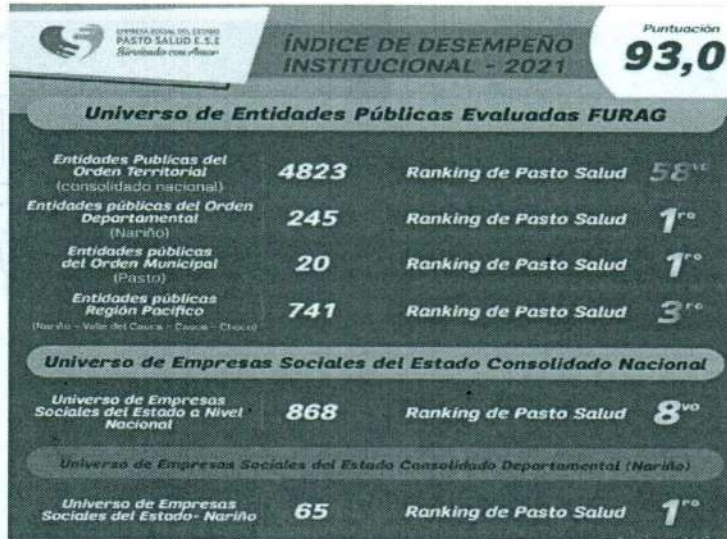 EMPRESA SOCIAL DEL ESTADO
PASTO SALUD E.S.E
Sirviendo con Amor
ÍNDICE DE DESEMPEÑO
INSTITUCIONAL - 2021
Puntuación
93,0
Universo de Entidades Públicas Evaluadas FURAG
Entidades Publicas del
Orden Territorial
(consolidado nacional)
4823
Ranking de Pasto Salud
58vo
Entidades públicas del Orden
Departamental
(Nariño)
245
Ranking de Pasto Salud
1ro
Entidades públicas
del Orden Municipal
(Pasto)
20
Ranking de Pasto Salud
1ro
Entidades públicas
Región Pacífico
(Nariño - Valle del Cauca - Cauca - Choco)
741
Ranking de Pasto Salud
3ro
Universo de Empresas Sociales del Estado Consolidado Nacional
Universo de Empresas
Sociales del Estado a Nivel
Nacional
868
Ranking de Pasto Salud
8vo
Universo de Empresas Sociales del Estado Consolidado Departamental (Nariño)
Universo de Empresas
Sociales del Estado- Nariño
65
Ranking de Pasto Salud
1ro